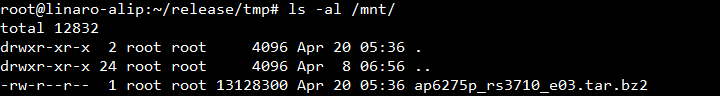 root@linaro-alip:~/release/tmp# ls -al /mnt/
total 12832
drwxr-xr-x  2 root root     4096 Apr 20 05:36 .
drwxr-xr-x 24 root root     4096 Apr  8 06:56 ..
-rw-r--r--  1 root root 13128300 Apr 20 05:36 ap6275p_rs3710_e03.tar.bz2